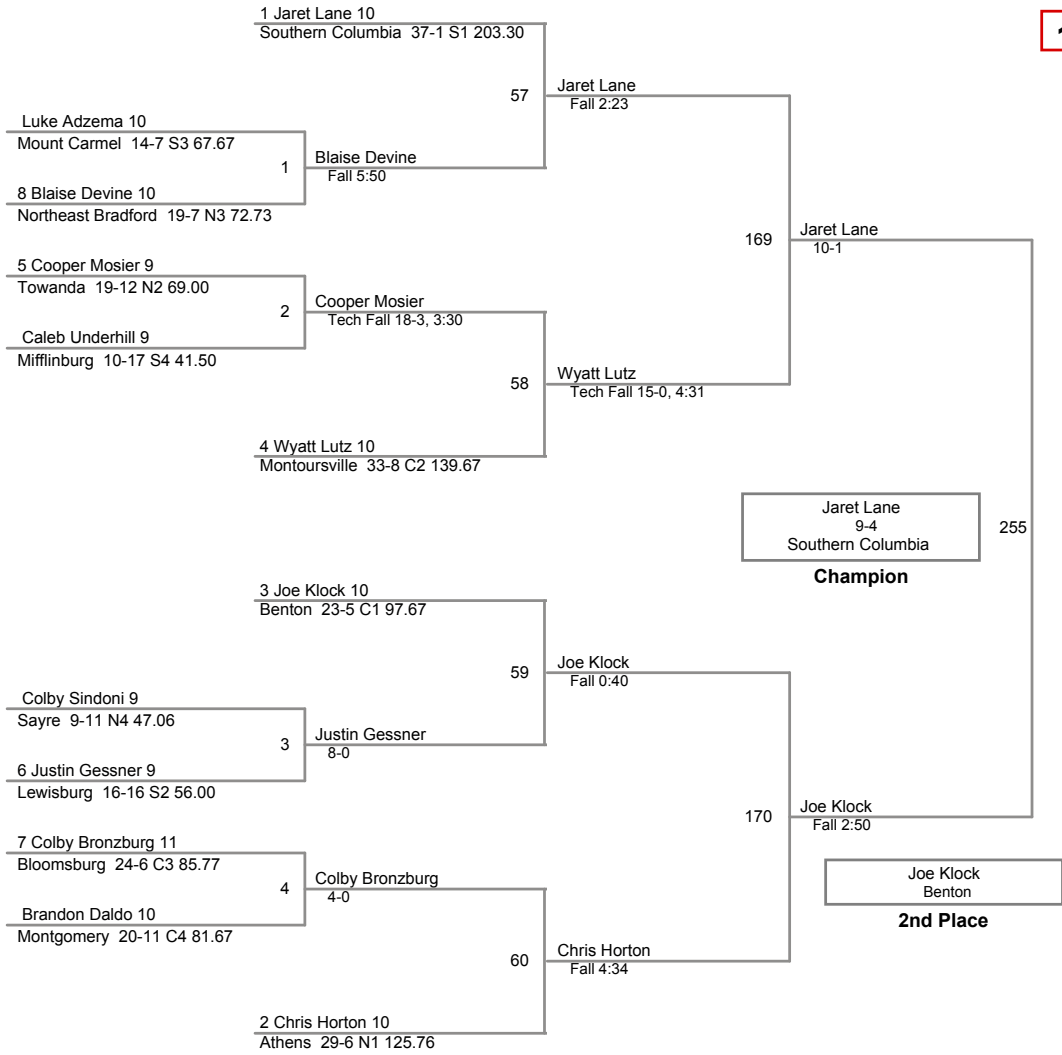 1 Jaret Lane 10
Southern Columbia 37-1 S1 203.30
57
Jaret Lane
Fall 2:23
Luke Adzema 10
Mount Carmel 14-7 S3 67.67
1
Blaise Devine
Fall 5:50
8 Blaise Devine 10
Northeast Bradford 19-7 N3 72.73
169
Jaret Lane
10-1
5 Cooper Mosier 9
Towanda 19-12 N2 69.00
2
Cooper Mosier
Tech Fall 18-3, 3:30
Caleb Underhill 9
Mifflinburg 10-17 S4 41.50
58
Wyatt Lutz
Tech Fall 15-0, 4:31
4 Wyatt Lutz 10
Montoursville 33-8 C2 139.67
Jaret Lane
9-4
Southern Columbia
255
Champion
3 Joe Klock 10
Benton 23-5 C1 97.67
59
Joe Klock
Fall 0:40
Colby Sindoni 9
Sayre 9-11 N4 47.06
3
Justin Gessner
8-0
6 Justin Gessner 9
Lewisburg 16-16 S2 56.00
170
Joe Klock
Fall 2:50
7 Colby Bronzburg 11
Bloomsburg 24-6 C3 85.77
4
Colby Bronzburg
4-0
Brandon Daldo 10
Montgomery 20-11 C4 81.67
Joe Klock
Benton
2nd Place
60
Chris Horton
Fall 4:34
2 Chris Horton 10
Athens 29-6 N1 125.76